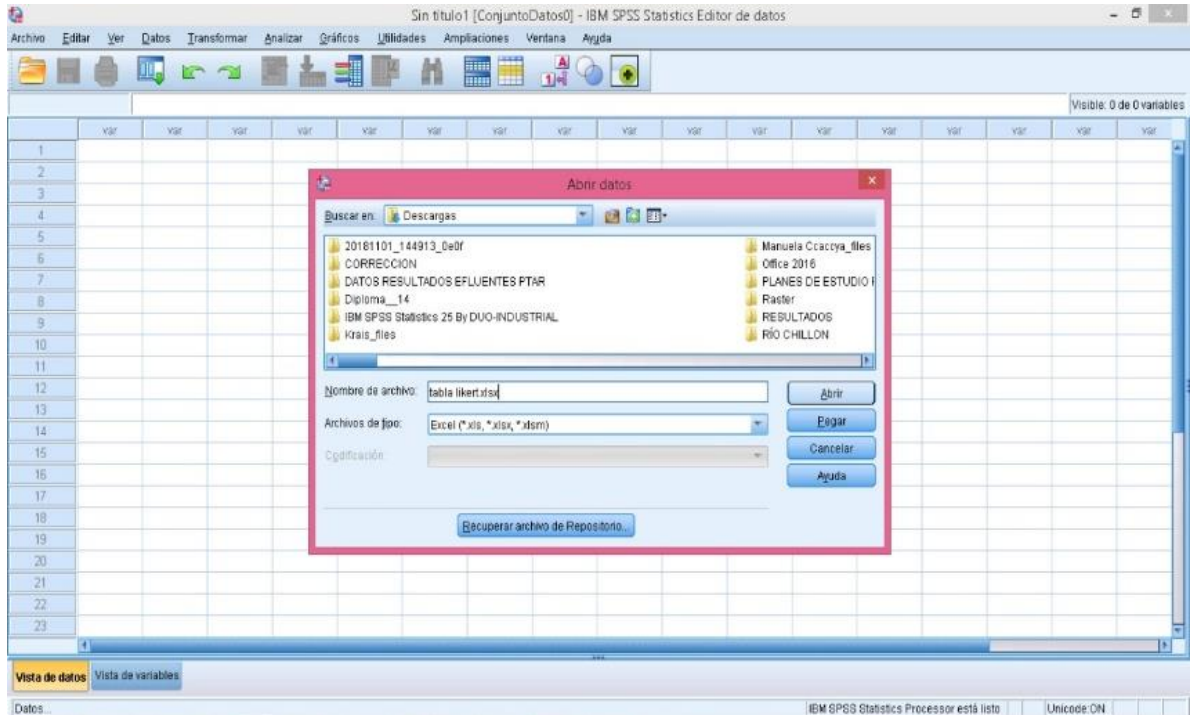 Sin título1 [ConjuntoDatos0] - IBM SPSS Statistics Editor de datos
Archivo Editar Ver Datos Transformar Analizar Gráficos Utilidades Ampliaciones Ventana Ayuda
Visible: 0 de 0 variables
var var var var var var var var var var var var var var var var var
1
2
3
4
5
6
7
8
9
10
11
12
13
14
15
16
17
18
19
20
21
22
23
Abrir datos
Buscar en: Descargas
20181101_144913_0e0f
CORRECCION
DATOS RESULTADOS EFLUENTES PTAR
Diploma__14
IBM SPSS Statistics 25 By DUO-INDUSTRIAL
Krais_files
Manuela Ccaccya_files
Office 2016
PLANES DE ESTUDIO
Raster
RESULTADOS
RÍO CHILLON
Nombre de archivo: tabla likert.xlsx
Archivos de tipo: Excel (*.xls, *.xlsx, *.xlsm)
Codificación:
Abrir
Pegar
Cancelar
Ayuda
Recuperar archivo de Repositorio...
Vista de datos Vista de variables
Datos... IBM SPSS Statistics Processor está listo Unicode:ON